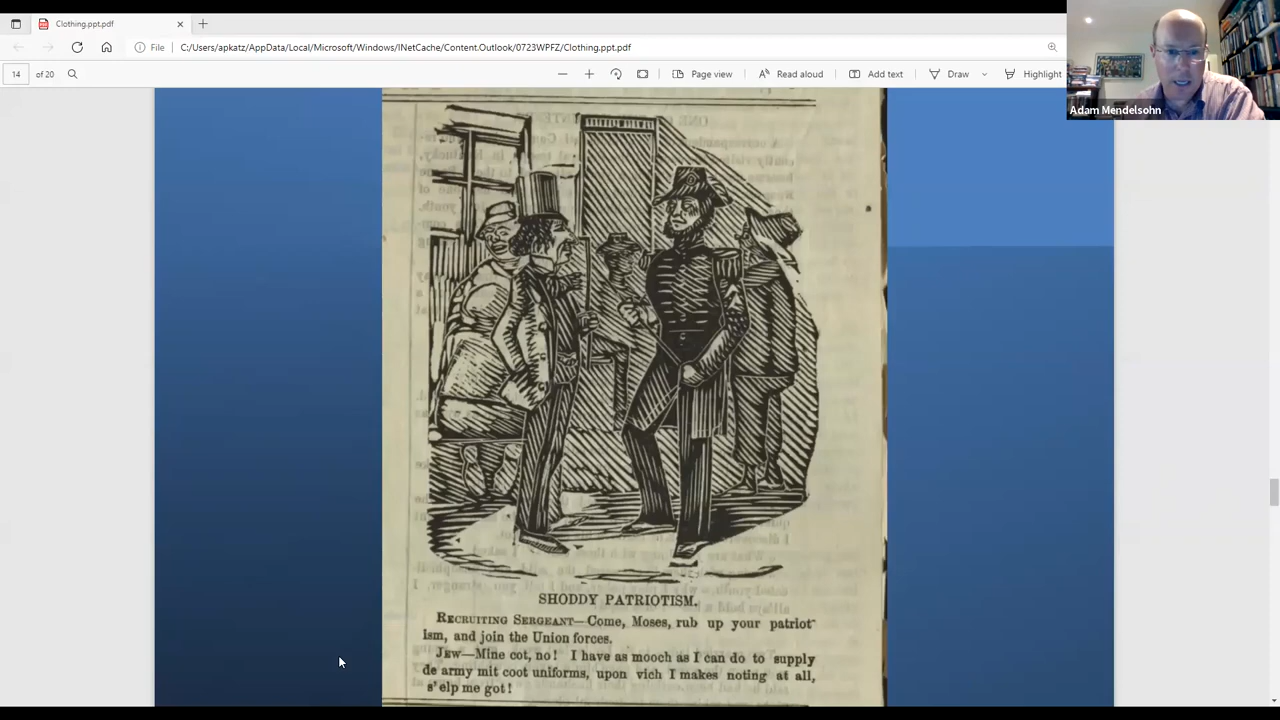 Clothing.ppt.pdf
File C:/Users/apkatz/AppData/Local/Microsoft/Windows/INetCache/Content.Outlook/0723WPFZ/Clothing.ppt.pdf
14 of 20 Page view Read aloud Add text Draw Highlight
Adam Mendelsohn
SHODDY PATRIOTISM.
RECRUITING SERGEANT—Come, Moses, rub up your patriot-
ism, and join the Union forces.
JEW—Mine cot, no! I have as mooch as I can do to supply
de army mit coot uniforms, upon vich I makes noting at all,
s'elp me got!